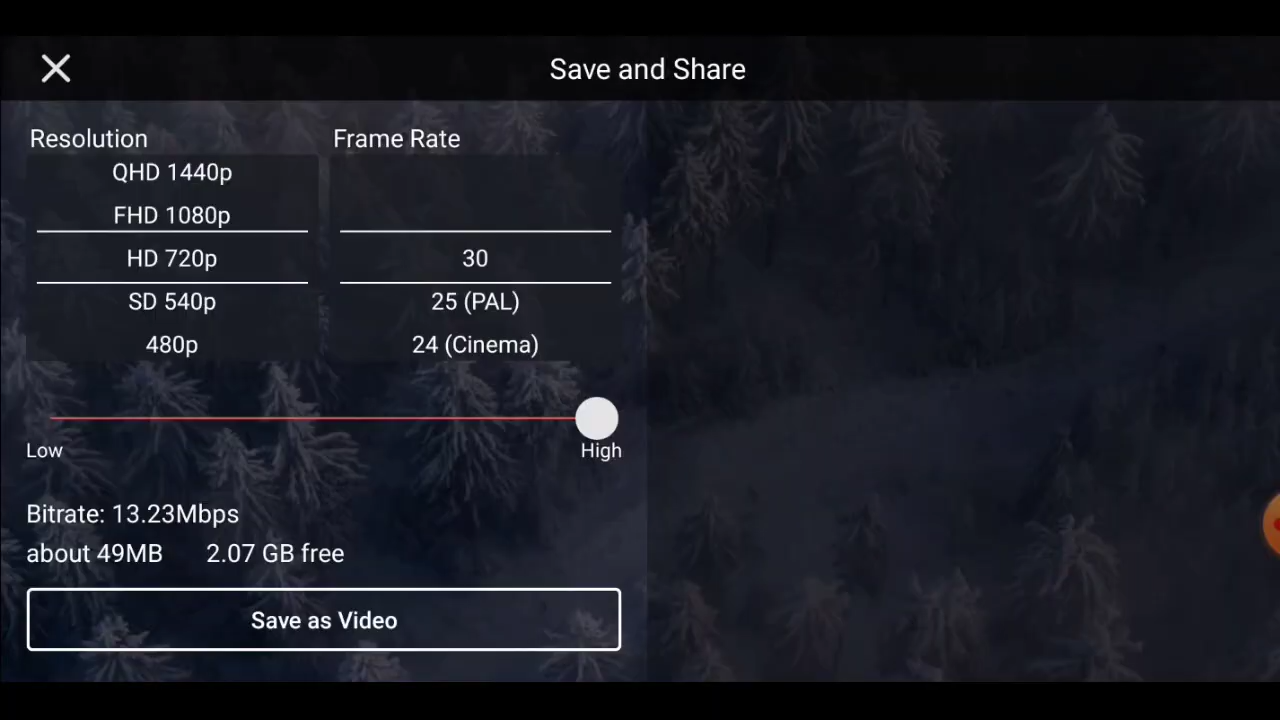 Save and Share
Resolution
Frame Rate
QHD 1440p
FHD 1080p
HD 720p
30
SD 540p
25 (PAL)
480p
24 (Cinema)
Low
High
Bitrate: 13.23Mbps
about 49MB 2.07 GB free
Save as Video